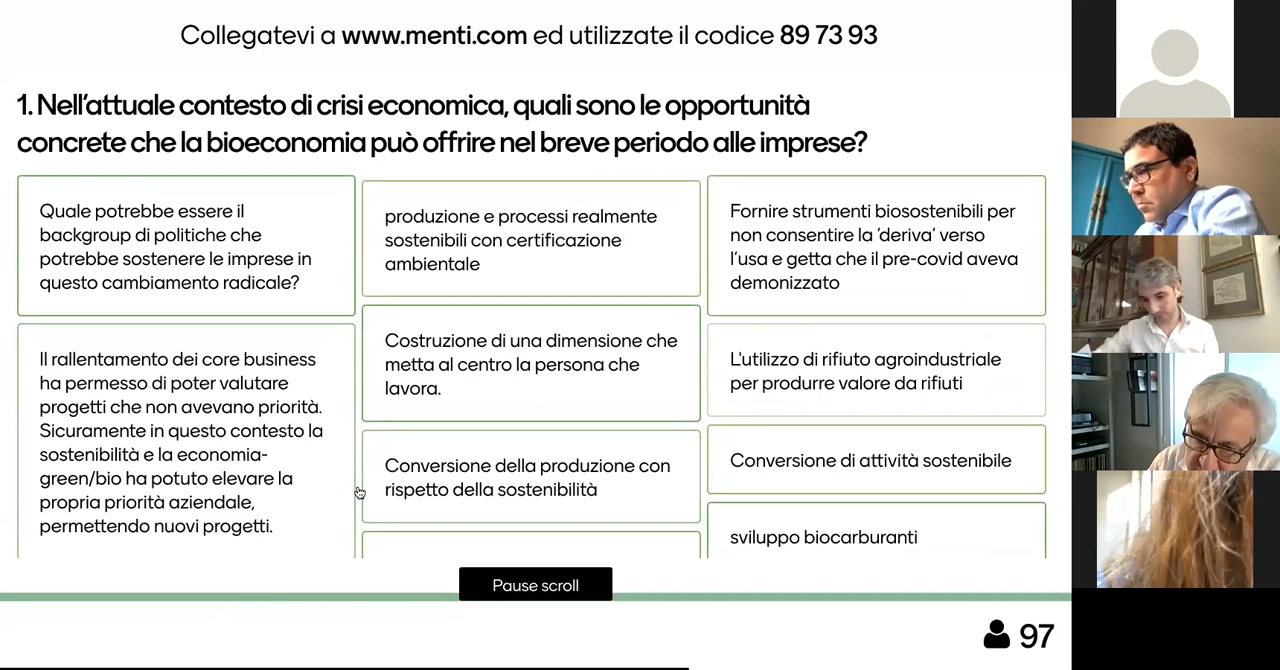 Collegatevi a www.menti.com ed utilizzate il codice 89 73 93
1. Nell'attuale contesto di crisi economica, quali sono le opportunità
concrete che la bioeconomia può offrire nel breve periodo alle imprese?
Quale potrebbe essere il
backgroup di politiche che
potrebbe sostenere le imprese in
questo cambiamento radicale?
Il rallentamento dei core business
ha permesso di poter valutare
progetti che non avevano priorità.
Sicuramente in questo contesto la
sostenibilità e la economia-
green/bio ha potuto elevare la
propria priorità aziendale,
permettendo nuovi progetti.
produzione e processi realmente
sostenibili con certificazione
ambientale
Costruzione di una dimensione che
metta al centro la persona che
lavora.
Conversione della produzione con
rispetto della sostenibilità
Fornire strumenti biosostenibili per
non consentire la 'deriva' verso
l'usa e getta che il pre-covid aveva
demonizzato
L'utilizzo di rifiuto agroindustriale
per produrre valore da rifiuti
Conversione di attività sostenibile
sviluppo biocarburanti
Pause scroll
97